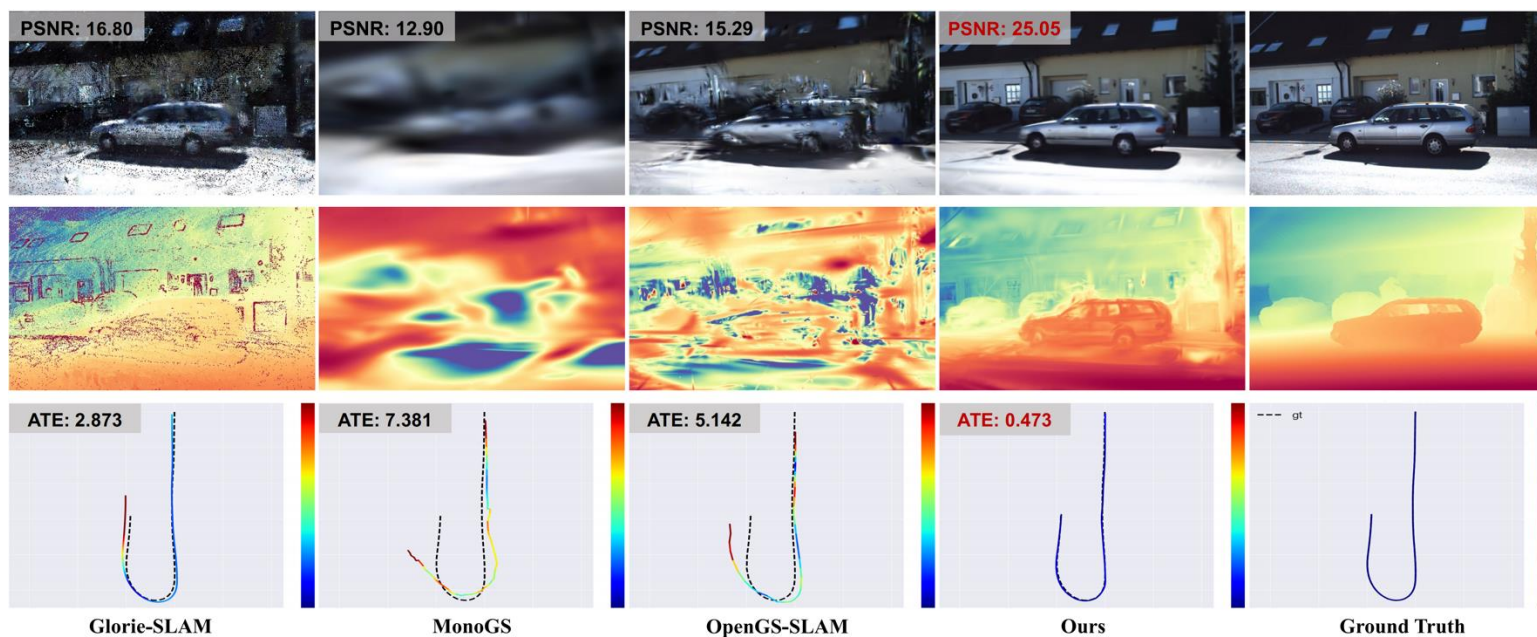 PSNR: 16.80
PSNR: 12.90
PSNR: 15.29
PSNR: 25.05
ATE: 2.873
ATE: 7.381
ATE: 5.142
ATE: 0.473
gt
Glorie-SLAM
MonoGS
OpenGS-SLAM
Ours
Ground Truth